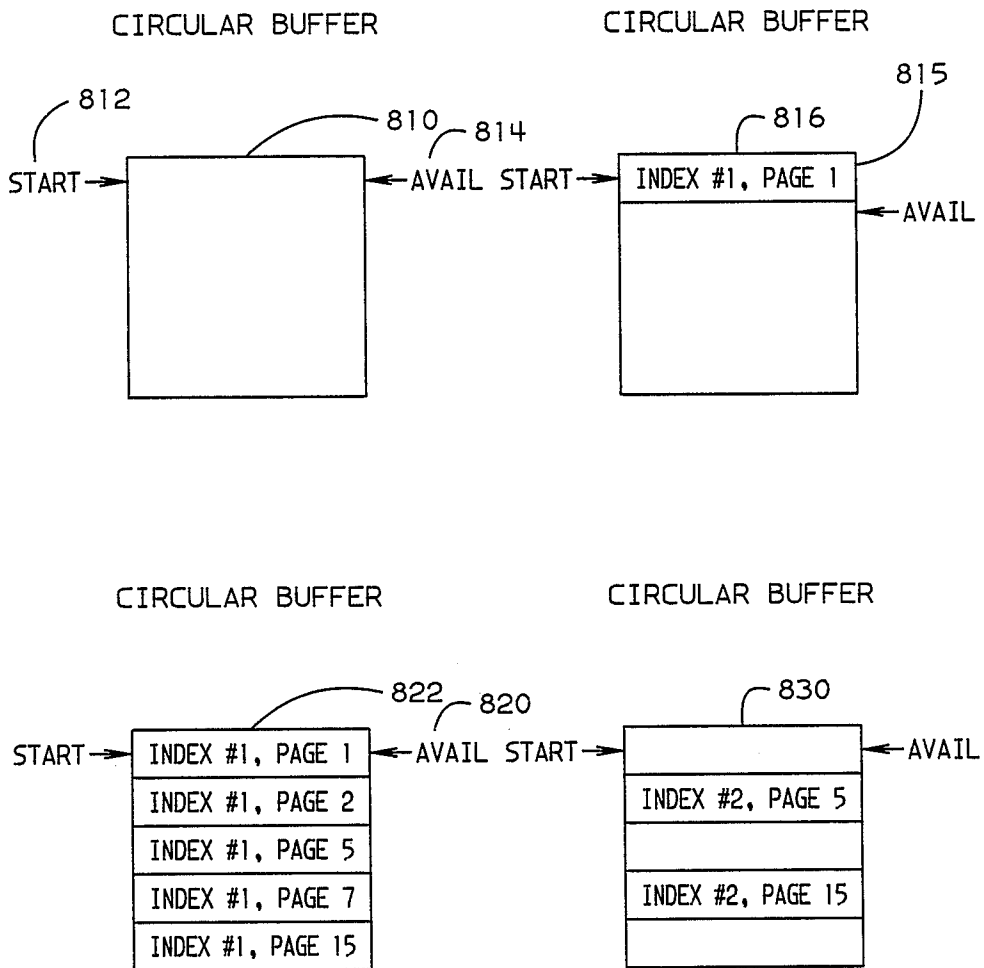 CIRCULAR BUFFER
812
810
814
START
AVAIL
CIRCULAR BUFFER
815
816
START
INDEX #1, PAGE 1
AVAIL
CIRCULAR BUFFER
822
820
START
INDEX #1, PAGE 1
AVAIL
INDEX #1, PAGE 2
INDEX #1, PAGE 5
INDEX #1, PAGE 7
INDEX #1, PAGE 15
CIRCULAR BUFFER
830
START
AVAIL
INDEX #2, PAGE 5
INDEX #2, PAGE 15